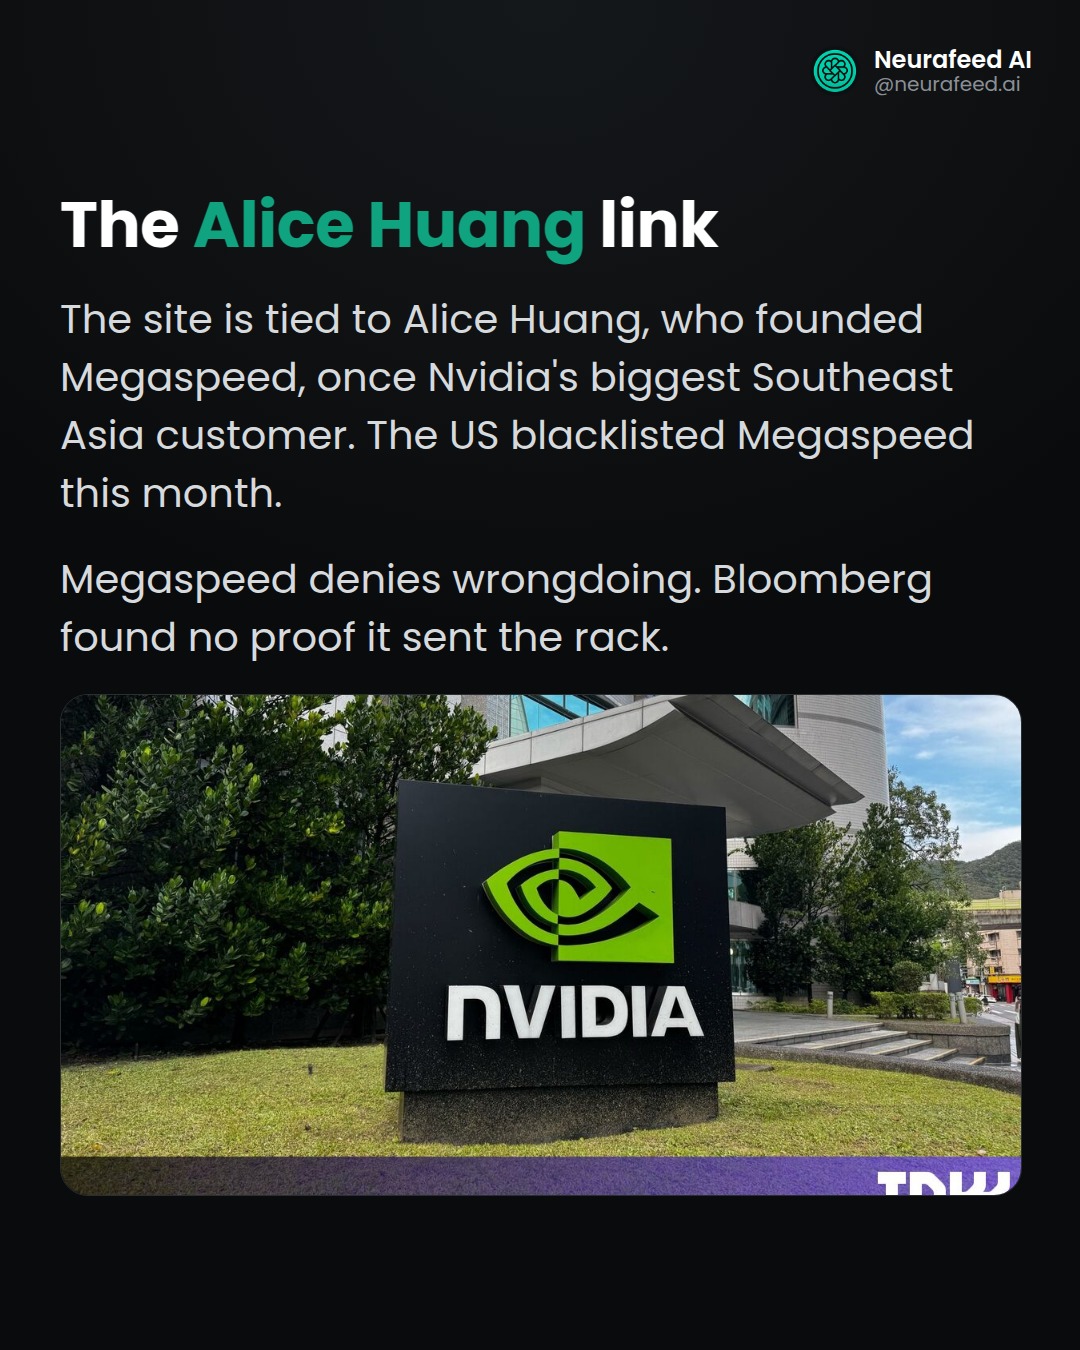 Neurafeed AI
@neurafeed.ai
The Alice Huang link
The site is tied to Alice Huang, who founded
Megaspeed, once Nvidia's biggest Southeast
Asia customer. The US blacklisted Megaspeed
this month.
Megaspeed denies wrongdoing. Bloomberg
found no proof it sent the rack.
NVIDIA